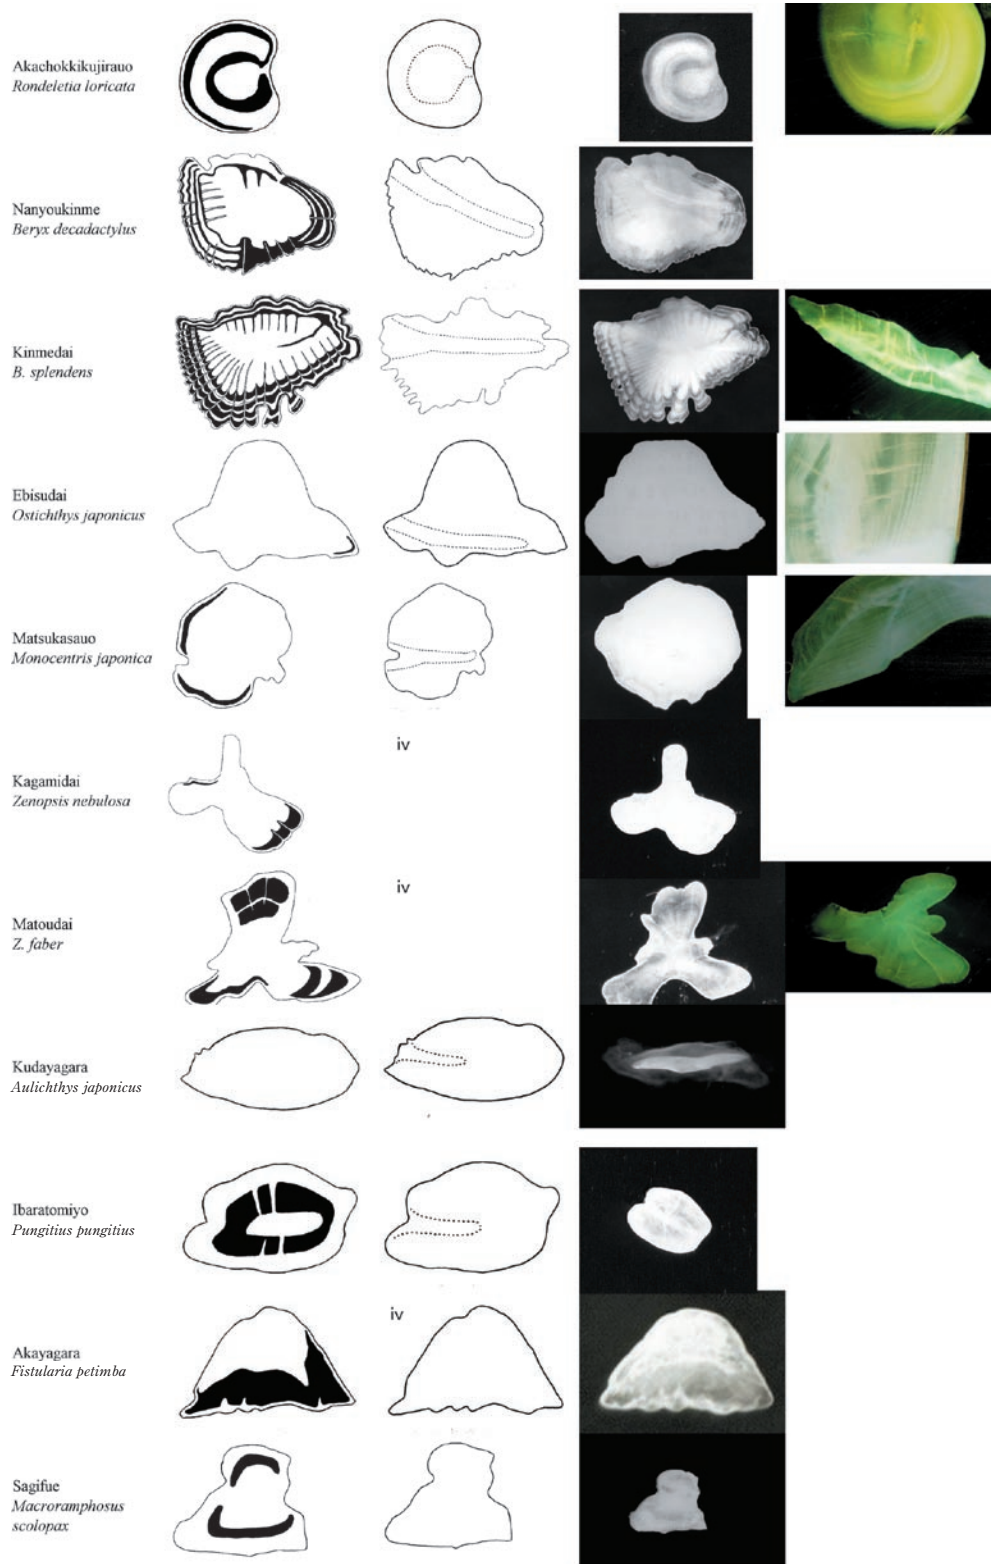 Akachokkikujirauo
Rondeletia loricata
Nanyoukinme
Beryx decadactylus
Kinmedai
B. splendens
Ebisudai
Ostichthys japonicus
Matsukasauo
Monocentris japonica
Kagamidai
Zenopsis nebulosa
iv
Matoudai
Z. faber
iv
Kudayagara
Aulichthys japonicus
Ibaratomiyo
Pungitius pungitius
Akayagara
Fistularia petimba
iv
Sagifue
Macroramphosus
scolopax